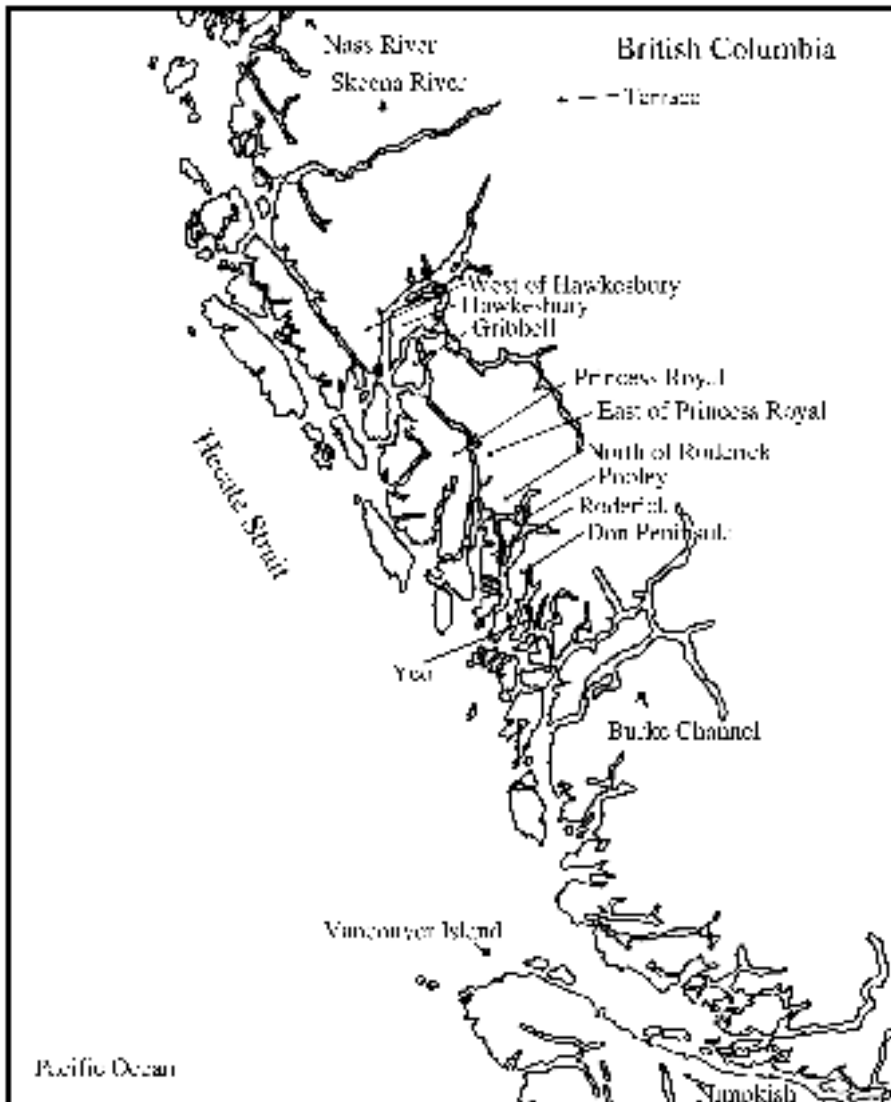 Nass River
British Columbia
Skeena River
Terrace
West of Hawkesbury
Hawkesbury
Gribbell
Princess Royal
East of Princess Royal
North of Roderick
Pooley
Roderick
Don Peninsula
Hecate Strait
Yeo
Burke Channel
Vancouver Island
Pacific Ocean
Nimpkish